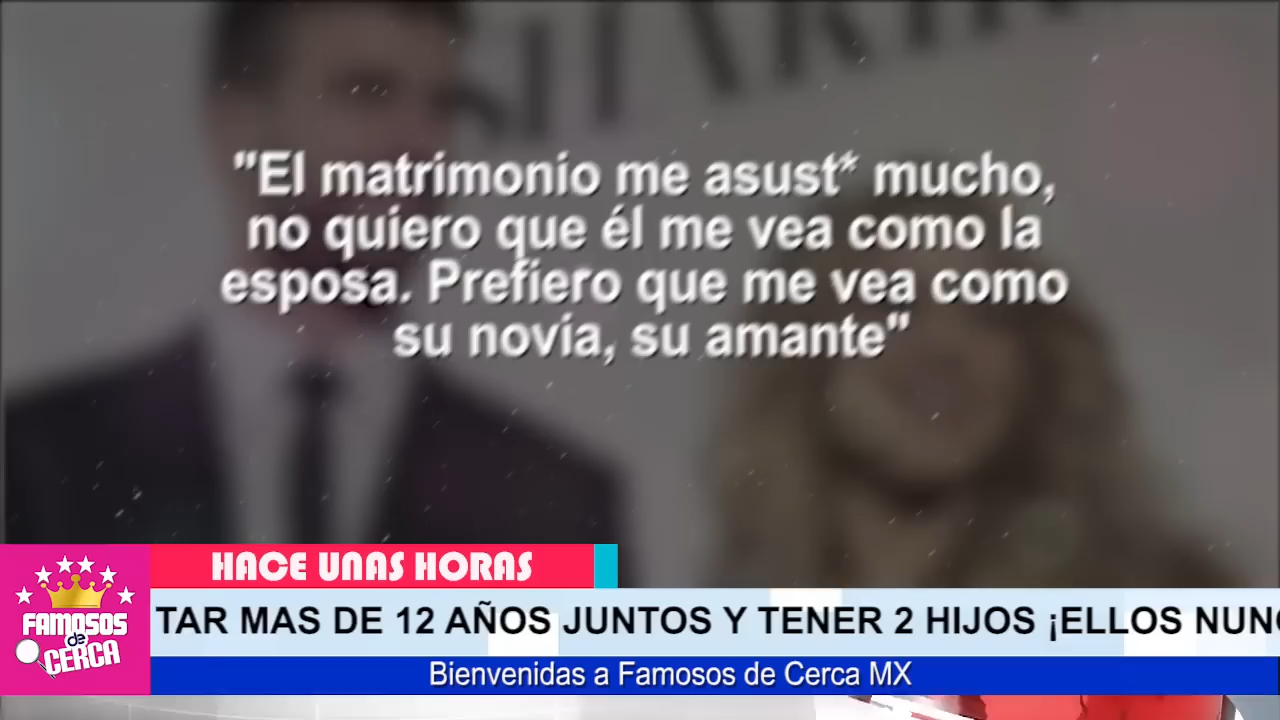 "El matrimonio me asust* mucho,
no quiero que él me vea como la
esposa. Prefiero que me vea como
su novia, su amante"
HACE UNAS HORAS
FAMOSOS
de
CERCA
TAR MAS DE 12 AÑOS JUNTOS Y TENER 2 HIJOS ¡ELLOS NUNC
Bienvenidas a Famosos de Cerca MX